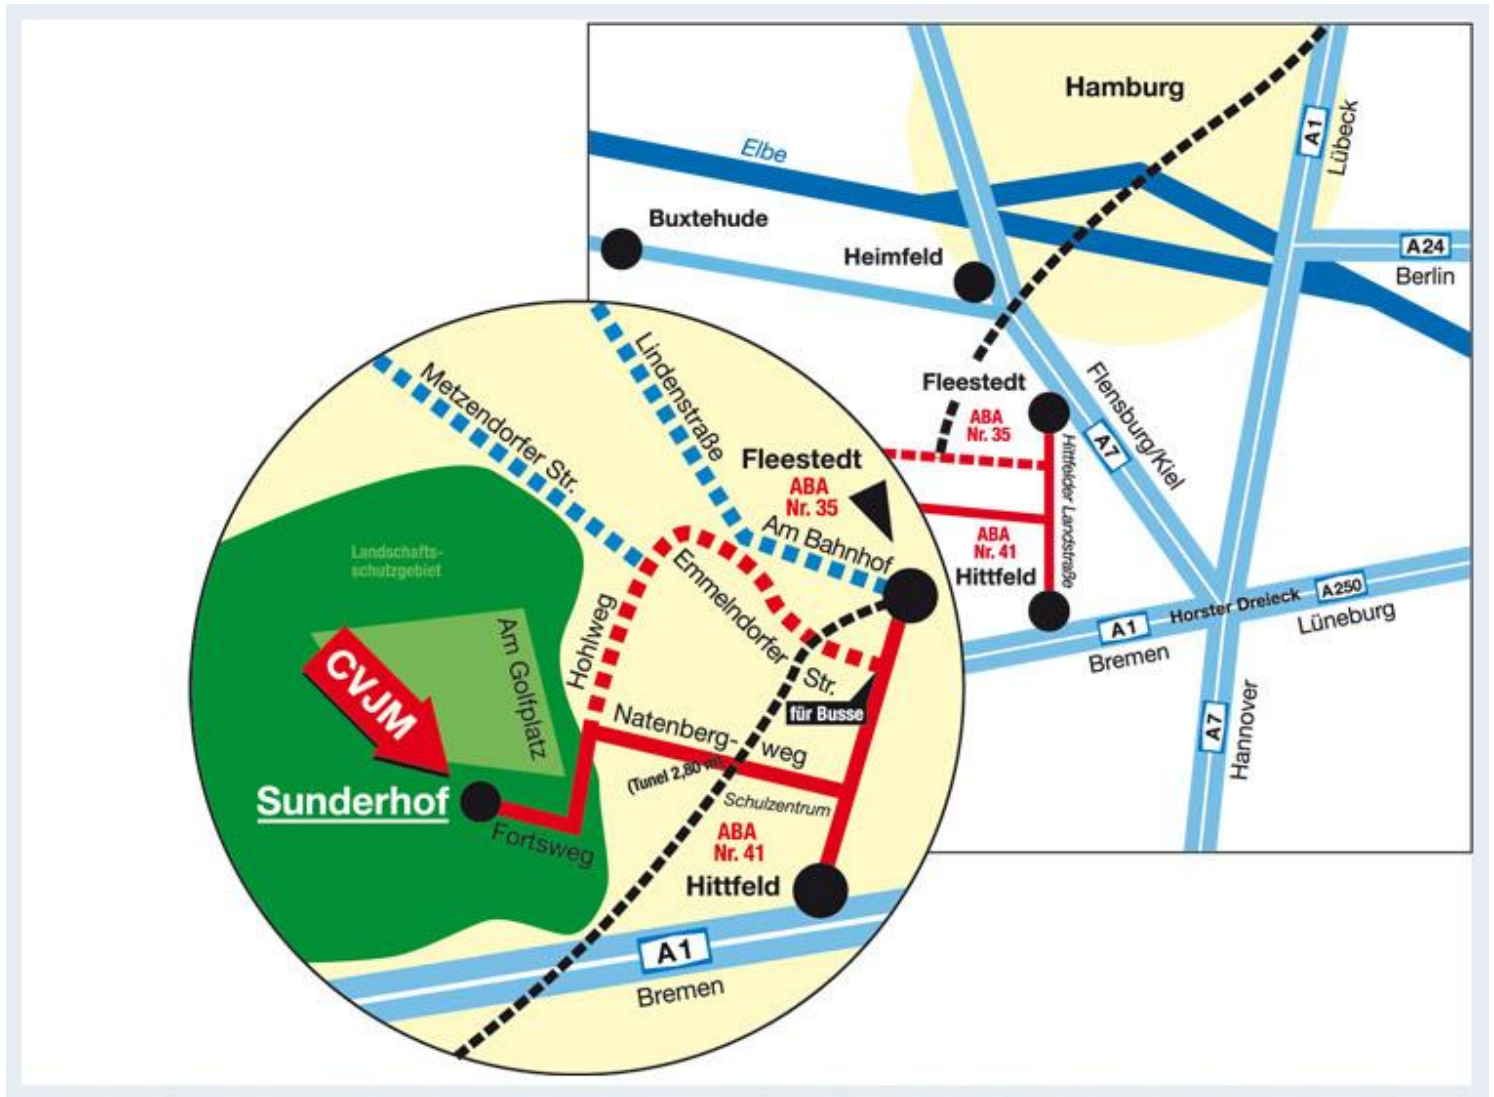 Hamburg
Elbe
A1
Lübeck
Buxtehude
Heimfeld
A24
Berlin
Fleestedt
ABA
Nr. 35
Flensburg/Kiel
A7
Hittfelder Landstraße
ABA
Nr. 41
Hittfeld
Horster Dreieck
A250
Lüneburg
A1
Bremen
A7
Hannover
Lindenstraße
Metzendorfer Str.
Fleestedt
ABA
Nr. 35
Am Bahnhof
Landschafts-
schutzgebiet
Emmelndorfer
Str.
Hohlweg
Am Golfplatz
CVJM
für Busse
Natenberg-
weg
(Tunel 2,80 m)
Schulzentrum
Sunderhof
Fortsweg
ABA
Nr. 41
Hittfeld
A1
Bremen